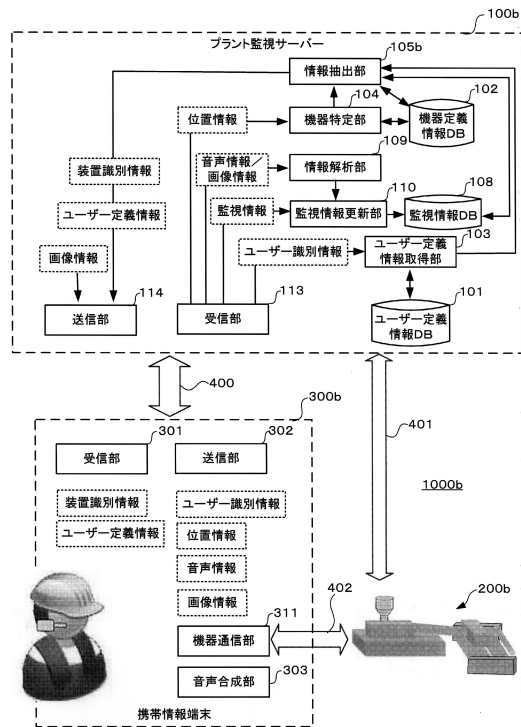 100b
プラント監視サーバー
105b
情報抽出部
104
102
位置情報
機器特定部
機器定義
情報DB
109
音声情報／
画像情報
情報解析部
装置識別情報
110
108
監視情報
監視情報更新部
監視情報DB
ユーザー定義情報
103
ユーザー識別情報
ユーザー定義
情報取得部
画像情報
101
送信部
114
受信部
113
ユーザー定義
情報DB
400
300b
401
301
302
受信部
送信部
1000b
装置識別情報
ユーザー識別情報
ユーザー定義情報
位置情報
音声情報
200b
画像情報
402
311
機器通信部
音声合成部
303
携帯情報端末